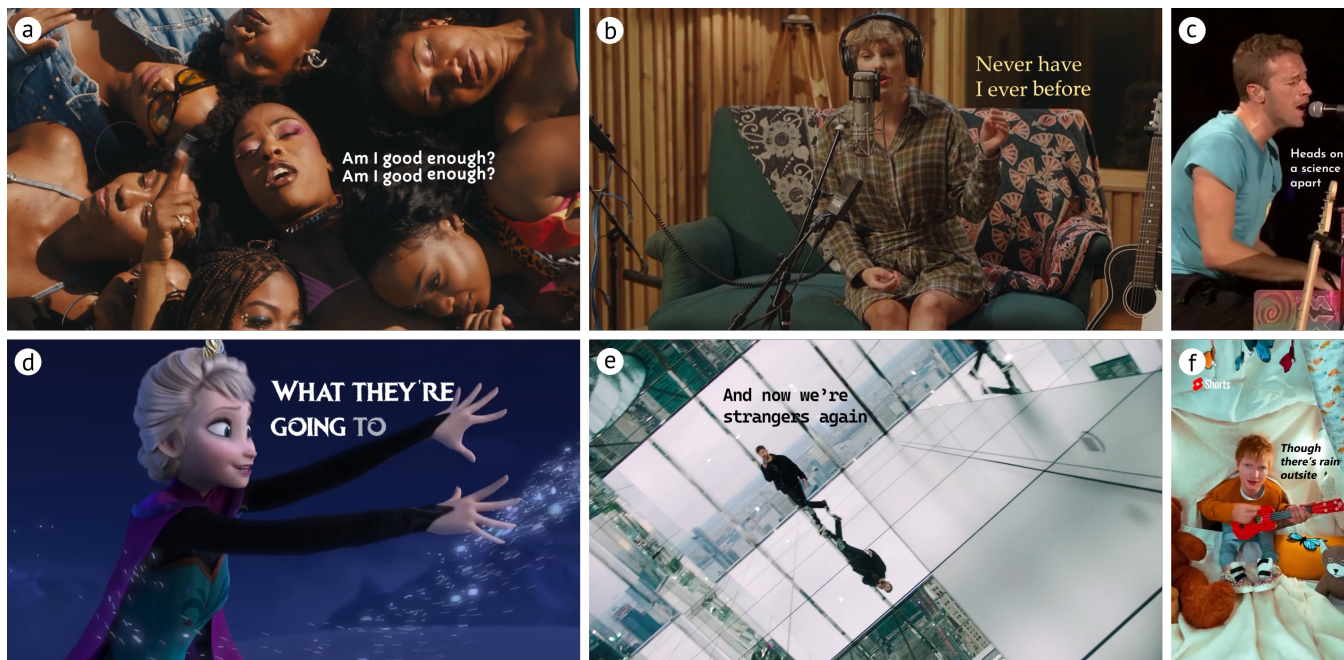 a
Am I good enough?
Am I good enough?
b
Never have
I ever before
c
Heads on
a science
apart
d
WHAT THEY'RE
GOING TO
e
And now we're
strangers again
f
Shorts
Though
there's rain
outsite